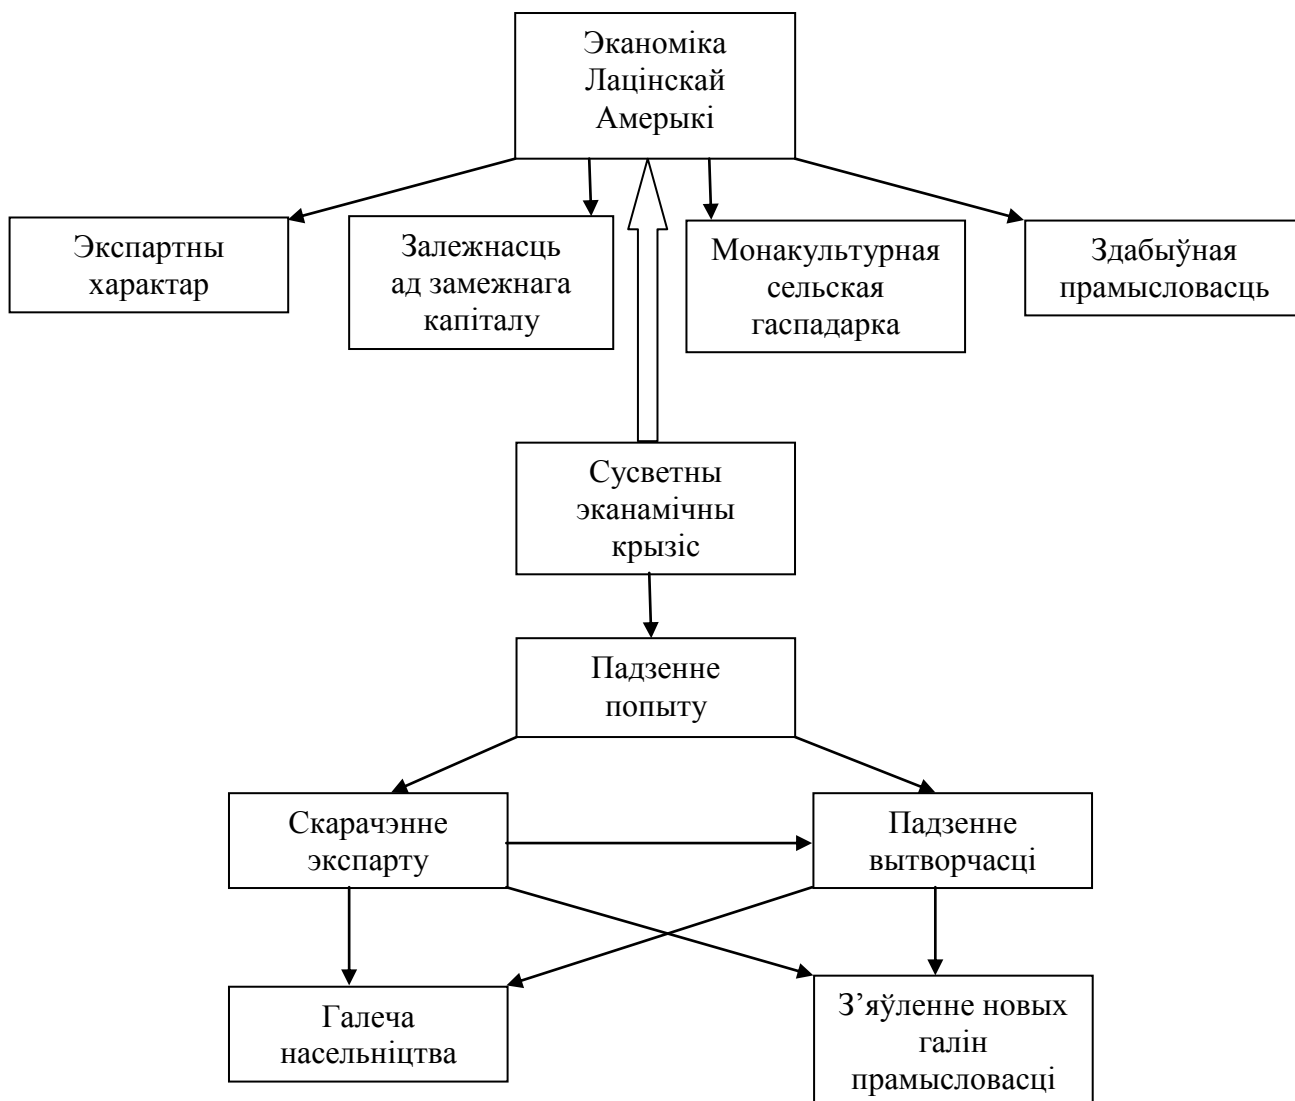 Эканоміка
Лацінскай
Амерыкі
Экспартны
характар
Залежнасць
ад замежнага
капіталу
Монакультурная
сельская
гаспадарка
Здабыўная
прамысловасць
Сусветны
эканамічны
крызіс
Падзенне
попыту
Скарачэнне
экспарту
Падзенне
вытворчасці
Галеча
насельніцтва
З’яўленне новых
галін
прамысловасці